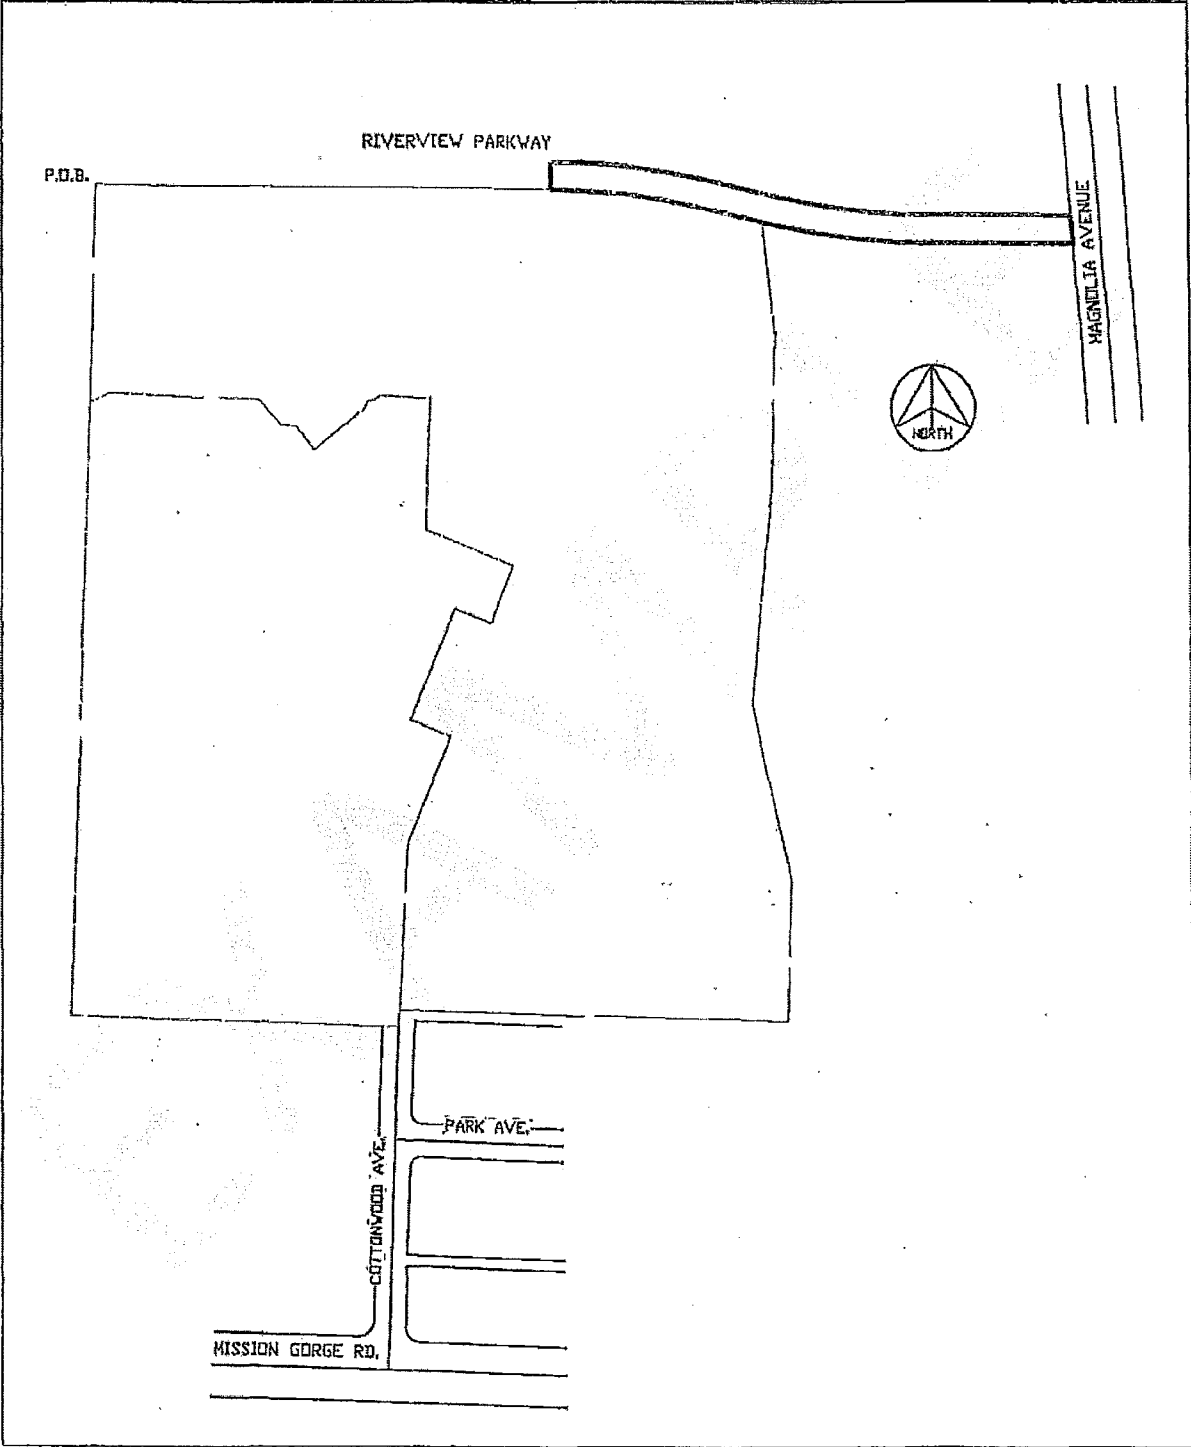 RIVERVIEW PARKWAY
P.O.B.
MAGNOLIA AVENUE
NORTH
PARK AVE.
COTTONWOOD AVE.
MISSION GORGE RD.